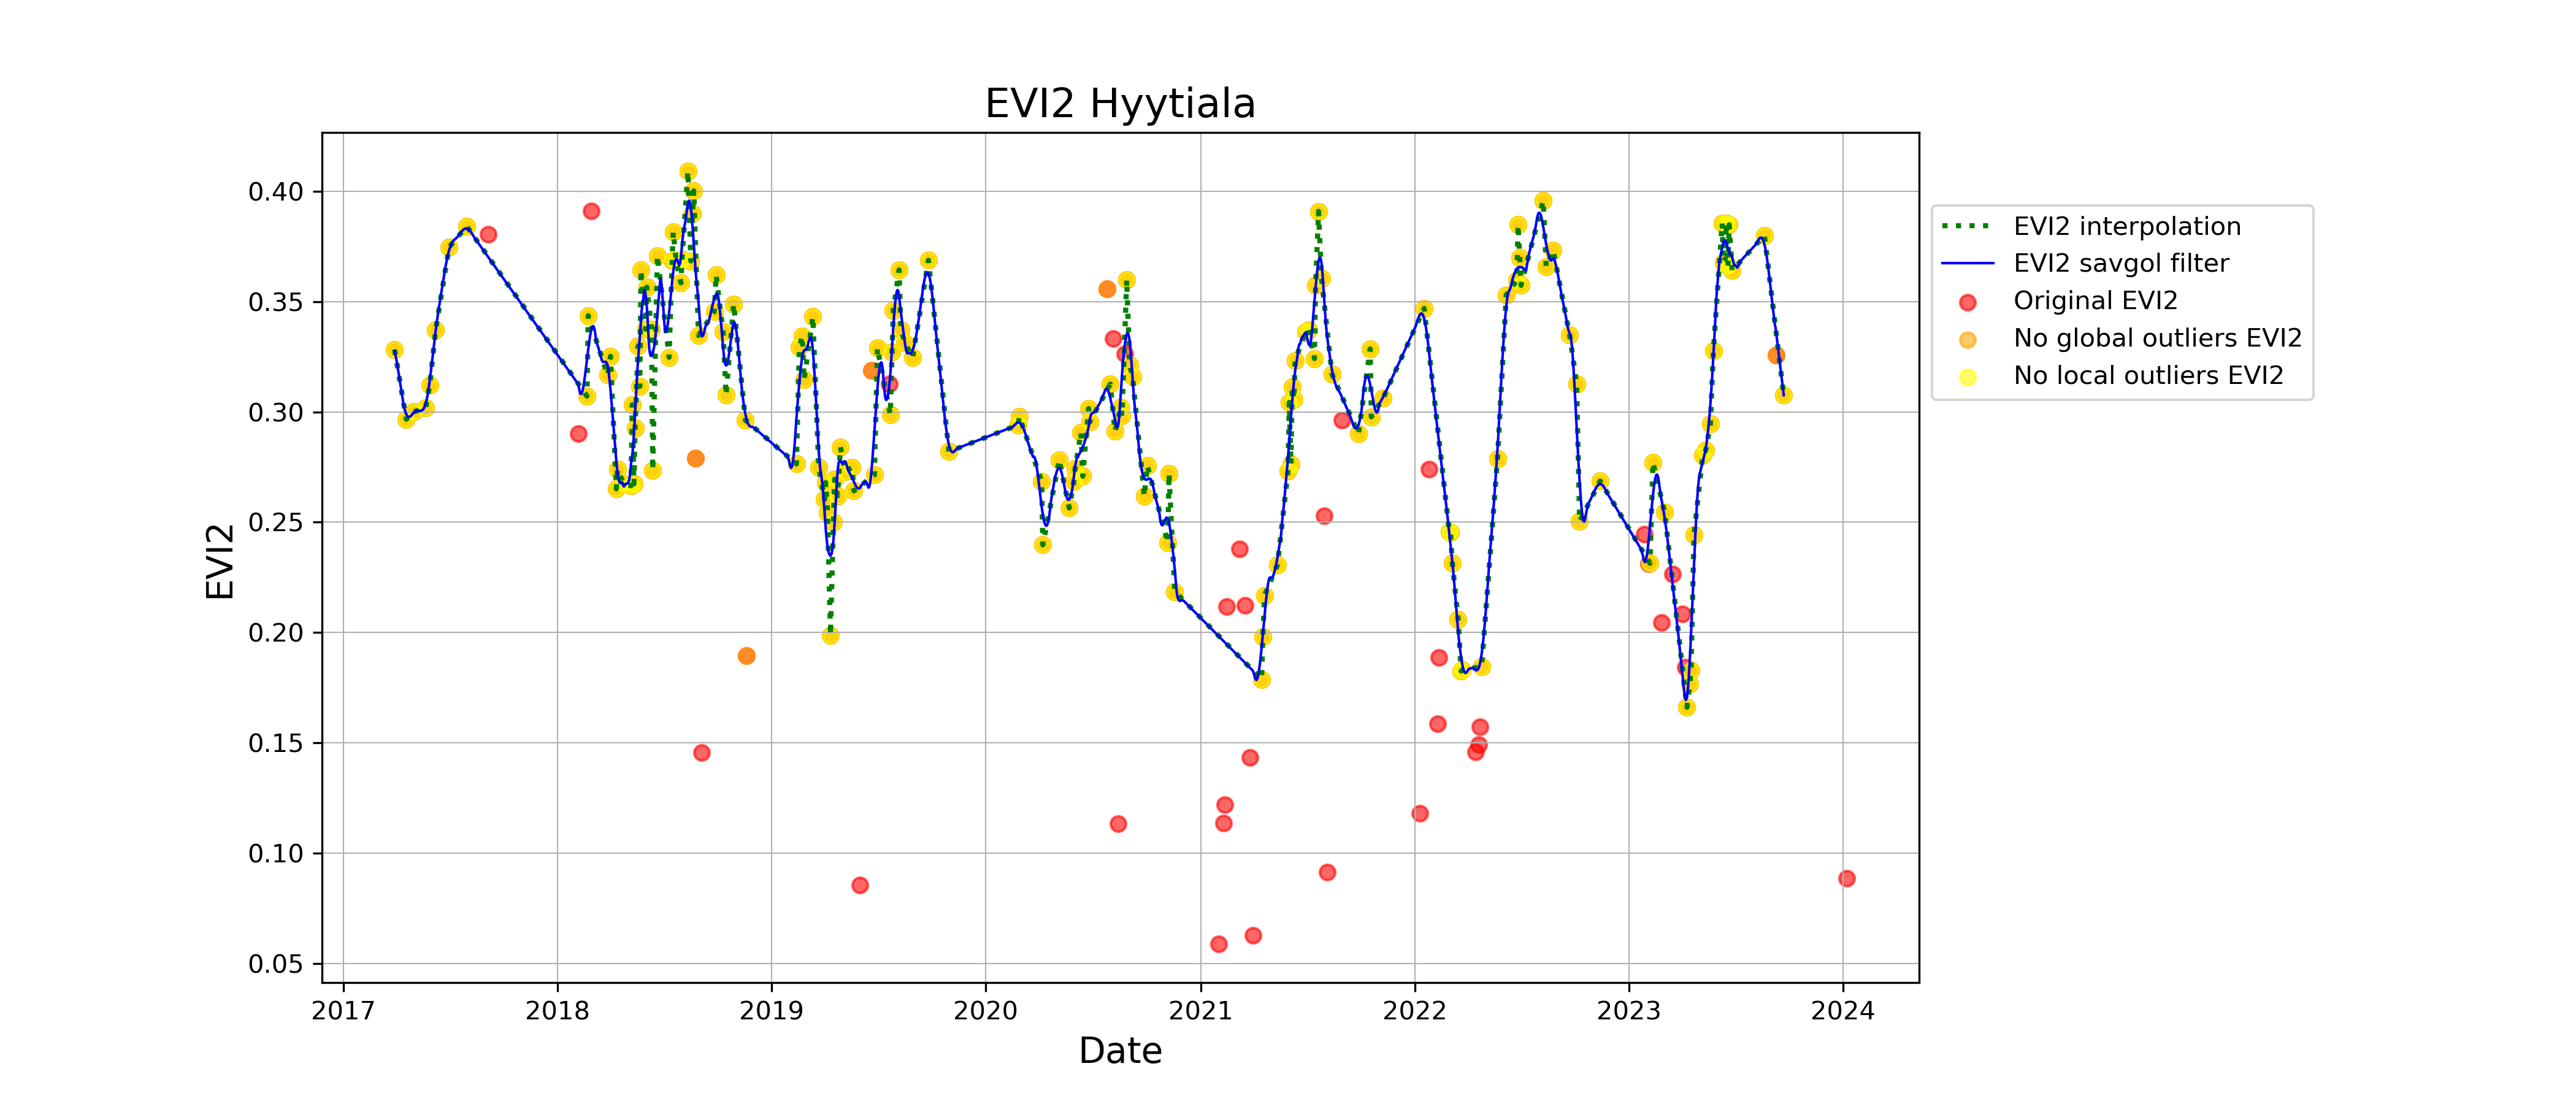 EVI2 Hyytiala
EVI2
0.40
0.35
0.30
0.25
0.20
0.15
0.10
0.05
2017 2018 2019 2020 2021 2022 2023 2024
Date
EVI2 interpolation
EVI2 savgol filter
Original EVI2
No global outliers EVI2
No local outliers EVI2